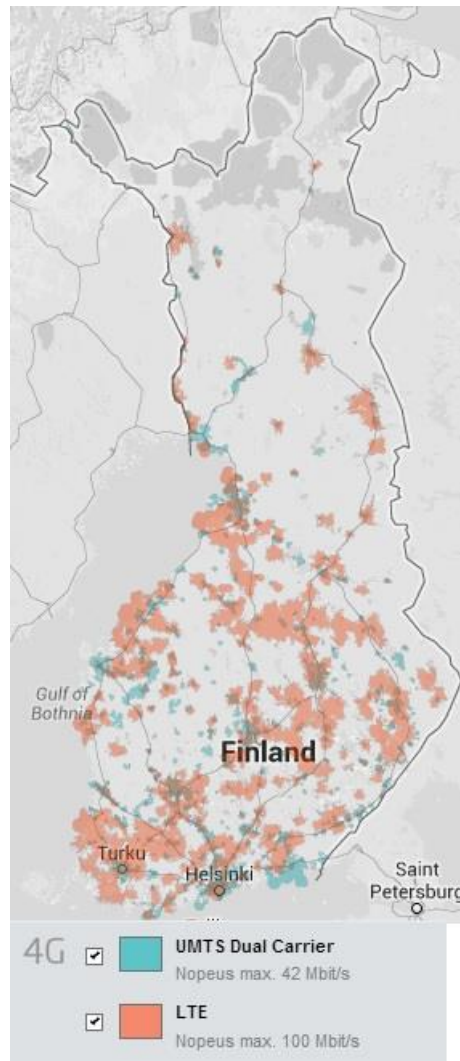 Gulf of
Bothnia
Finland
Turku
Helsinki
Saint
Petersburg
4G
UMTS Dual Carrier
Nopeus max. 42 Mbit/s
LTE
Nopeus max. 100 Mbit/s